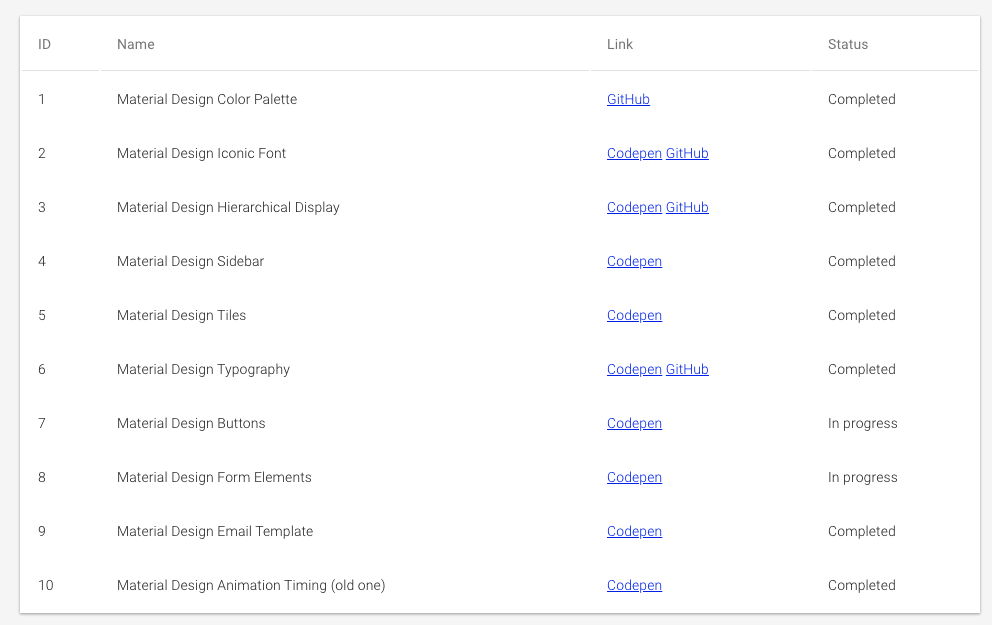 ID Name Link Status
1 Material Design Color Palette GitHub Completed
2 Material Design Iconic Font Codepen GitHub Completed
3 Material Design Hierarchical Display Codepen GitHub Completed
4 Material Design Sidebar Codepen Completed
5 Material Design Tiles Codepen Completed
6 Material Design Typography Codepen GitHub Completed
7 Material Design Buttons Codepen In progress
8 Material Design Form Elements Codepen In progress
9 Material Design Email Template Codepen Completed
10 Material Design Animation Timing (old one) Codepen Completed